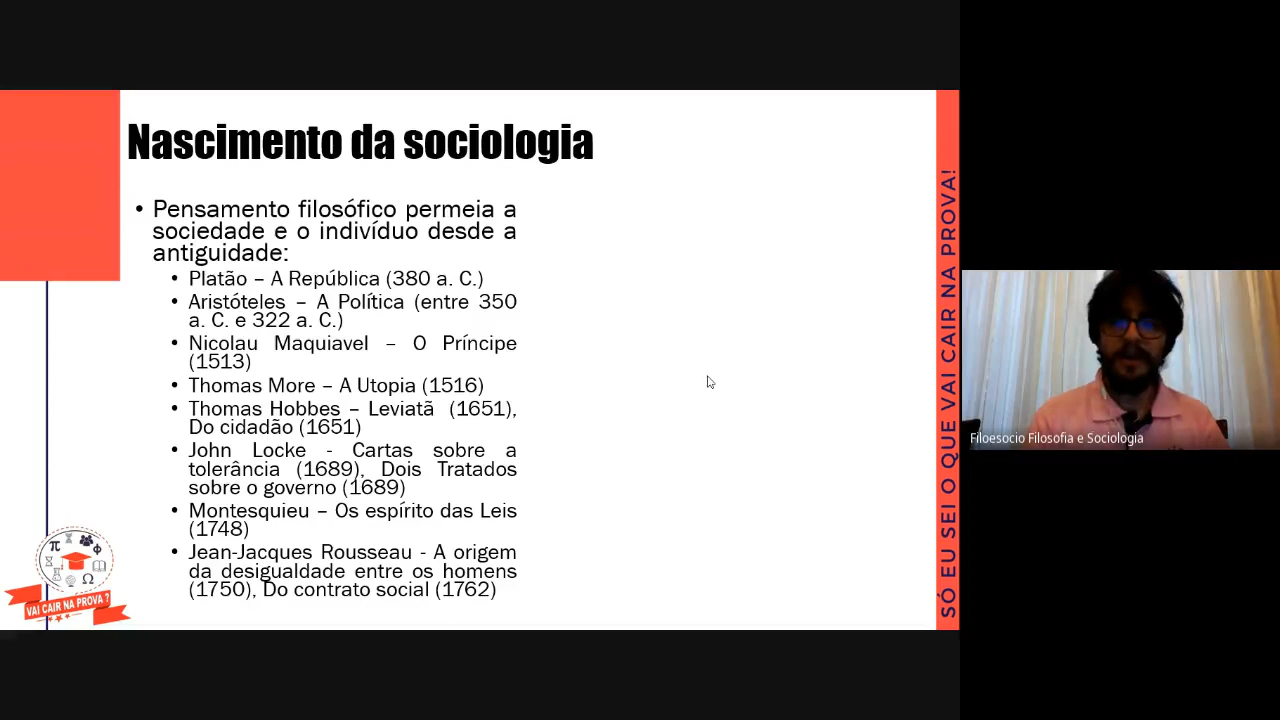 Nascimento da sociologia
• Pensamento filosófico permeia a
sociedade e o indivíduo desde a
antiguidade:
• Platão – A República (380 a. C.)
• Aristóteles – A Política (entre 350
a. C. e 322 a. C.)
• Nicolau Maquiavel – O Príncipe
(1513)
• Thomas More – A Utopia (1516)
• Thomas Hobbes – Leviatã (1651),
Do cidadão (1651)
• John Locke - Cartas sobre a
tolerância (1689), Dois Tratados
sobre o governo (1689)
• Montesquieu – Os espírito das Leis
(1748)
• Jean-Jacques Rousseau - A origem
da desigualdade entre os homens
(1750), Do contrato social (1762)
VAI CAIR NA PROVA ?
SÓ EU SEI O QUE VAI CAIR NA PROVA!
Filoesocio Filosofia e Sociologia